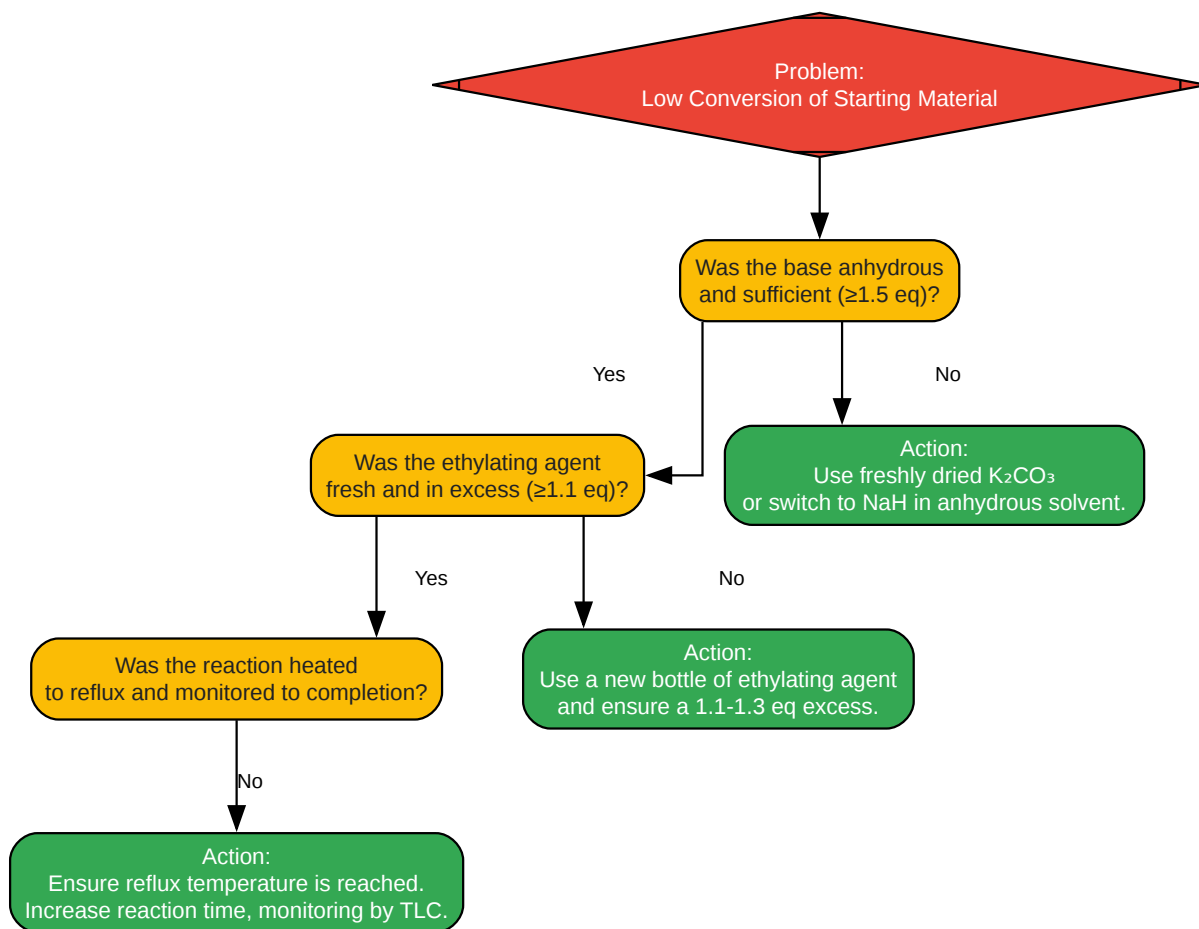 Problem:
Low Conversion of Starting Material
Was the base anhydrous
and sufficient (≥1.5 eq)?
Yes
No
Was the ethylating agent
fresh and in excess (≥1.1 eq)?
Action:
Use freshly dried K₂CO₃
or switch to NaH in anhydrous solvent.
Yes
No
Was the reaction heated
to reflux and monitored to completion?
Action:
Use a new bottle of ethylating agent
and ensure a 1.1-1.3 eq excess.
No
Action:
Ensure reflux temperature is reached.
Increase reaction time, monitoring by TLC.